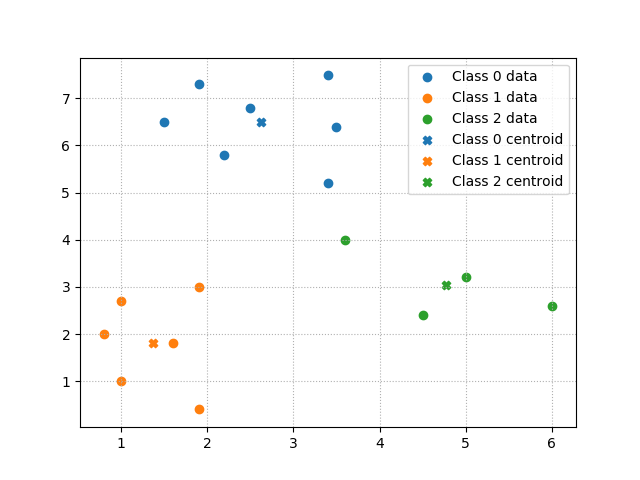 Class 0 data
Class 1 data
Class 2 data
Class 0 centroid
Class 1 centroid
Class 2 centroid
7
6
5
4
3
2
1
1 2 3 4 5 6